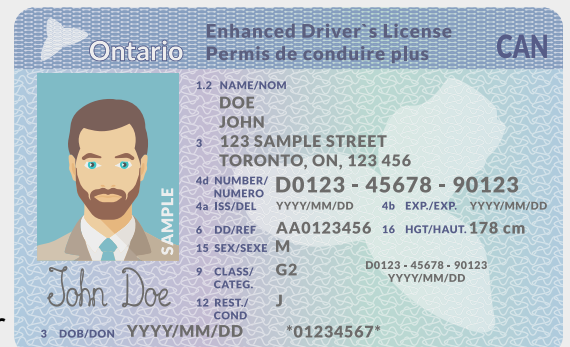 Ontario
Enhanced Driver`s License
Permis de conduire plus
CAN
1.2 NAME/NOM
DOE
JOHN
3 123 SAMPLE STREET
TORONTO, ON, 123 456
4d NUMBER/ NUMERO D0123 - 45678 - 90123
4a ISS/DEL YYYY/MM/DD 4b EXP./EXP. YYYY/MM/DD
6 DD/REF AA0123456 16 HGT/HAUT. 178 cm
15 SEX/SEXE M
9 CLASS/ CATEG. G2
D0123 - 45678 - 90123
YYYY/MM/DD
12 REST./ COND J
SAMPLE
John Doe
3 DOB/DON YYYY/MM/DD *01234567*